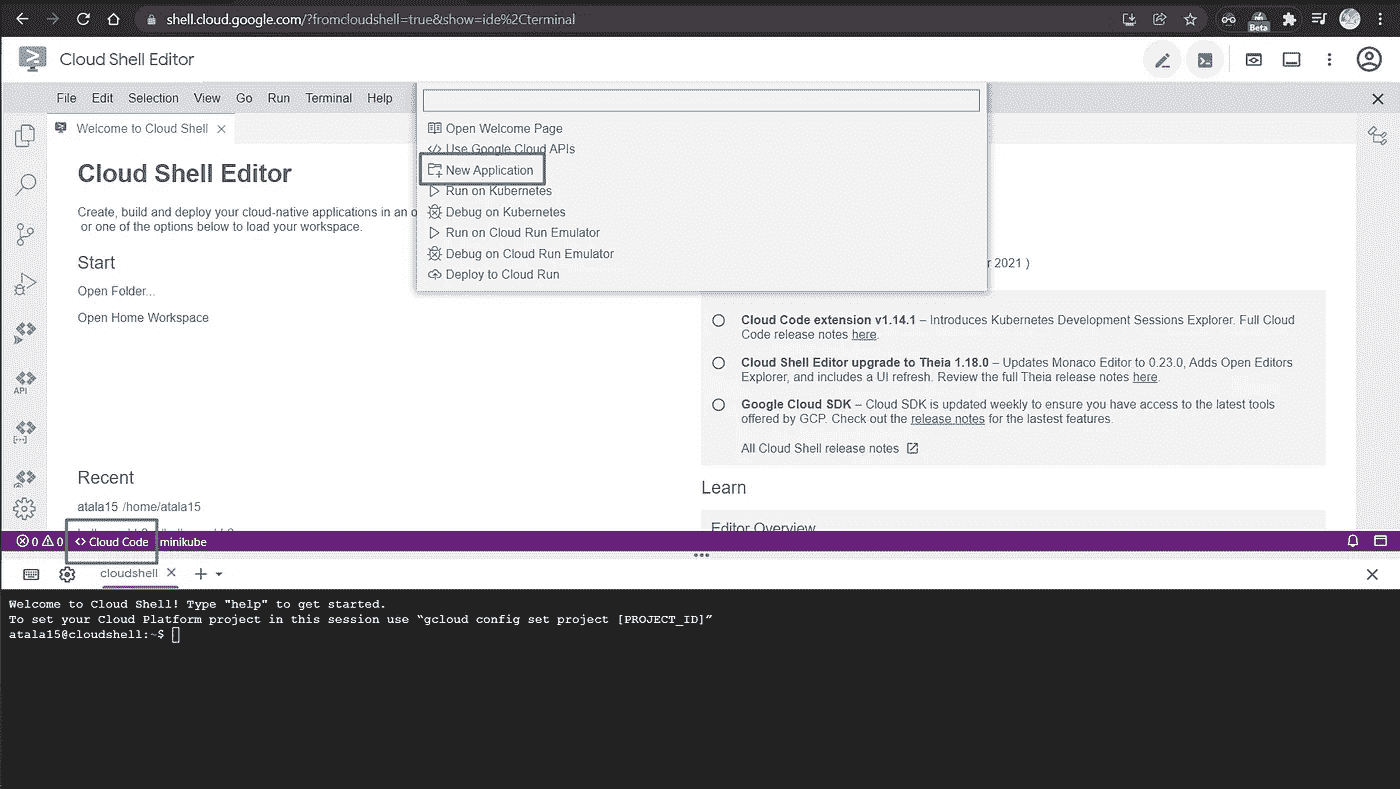 shell.cloud.google.com/?fromcloudshell=true&show=ide%2Cterminal
Beta
Cloud Shell Editor
File Edit Selection View Go Run Terminal Help
Welcome to Cloud Shell
Open Welcome Page
Use Google Cloud APIs
New Application
Run on Kubernetes
Debug on Kubernetes
Run on Cloud Run Emulator
Debug on Cloud Run Emulator
Deploy to Cloud Run
Cloud Shell Editor
Create, build and deploy your cloud-native applications in an
or one of the options below to load your workspace.
Start
Open Folder...
Open Home Workspace
2021 )
Cloud Code extension v1.14.1 – Introduces Kubernetes Development Sessions Explorer. Full Cloud
Code release notes here.
Cloud Shell Editor upgrade to Theia 1.18.0 – Updates Monaco Editor to 0.23.0, Adds Open Editors
Explorer, and includes a UI refresh. Review the full Theia release notes here.
Google Cloud SDK – Cloud SDK is updated weekly to ensure you have access to the latest tools
offered by GCP. Check out the release notes for the lastest features.
All Cloud Shell release notes
API
Recent
atala15 /home/atala15
Learn
Editor Overview
0 0 <> Cloud Code minikube
cloudshell
Welcome to Cloud Shell! Type "help" to get started.
To set your Cloud Platform project in this session use “gcloud config set project [PROJECT_ID]”
atala15@cloudshell:~$